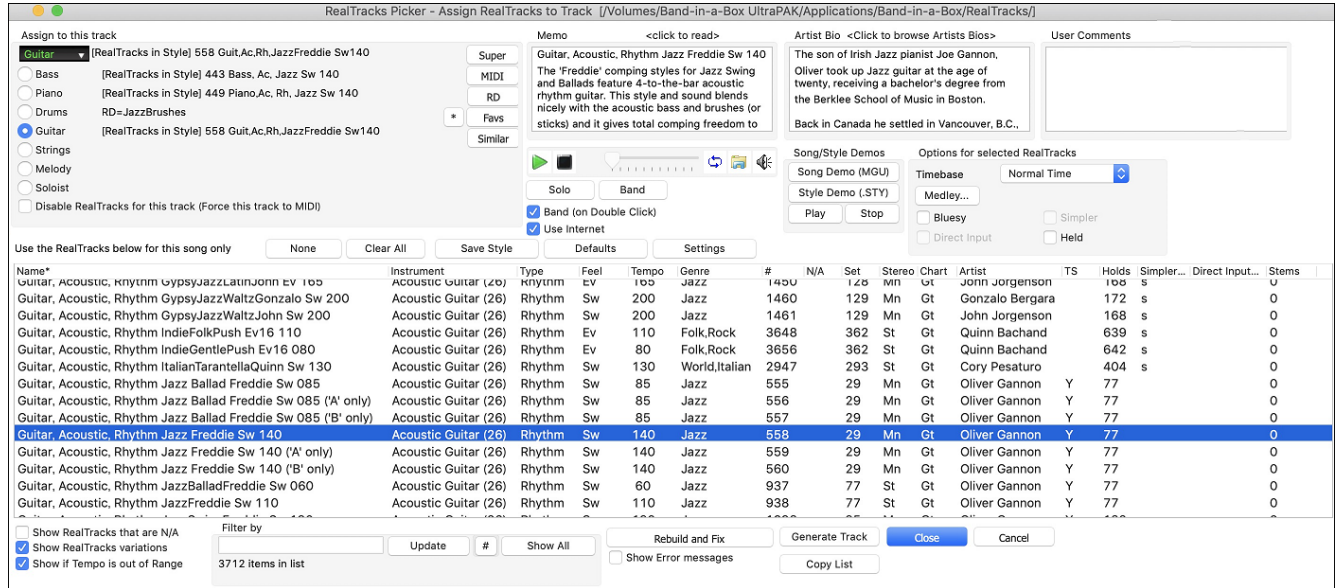 RealTracks Picker - Assign RealTracks to Track [/Volumes/Band-in-a-Box UltraPAK/Applications/Band-in-a-Box/RealTracks/]
Assign to this track
Guitar [RealTracks in Style] 558 Guit,Ac,Rh,JazzFreddie Sw140
Bass [RealTracks in Style] 443 Bass, Ac, Jazz Sw 140
Piano [RealTracks in Style] 449 Piano,Ac, Rh, Jazz Sw 140
Drums RD=JazzBrushes
Guitar [RealTracks in Style] 558 Guit,Ac,Rh,JazzFreddie Sw140
Strings
Melody
Soloist
Disable RealTracks for this track (Force this track to MIDI)
Super
MIDI
RD
* Favs
Similar
Memo <click to read>
Guitar, Acoustic, Rhythm Jazz Freddie Sw 140
The 'Freddie' comping styles for Jazz Swing
and Ballads feature 4-to-the-bar acoustic
rhythm guitar. This style and sound blends
nicely with the acoustic bass and brushes (or
sticks) and it gives total comping freedom to
Solo Band
Band (on Double Click)
Use Internet
Artist Bio <Click to browse Artists Bios>
The son of Irish Jazz pianist Joe Gannon,
Oliver took up Jazz guitar at the age of
twenty, receiving a bachelor's degree from
the Berklee School of Music in Boston.
Back in Canada he settled in Vancouver, B.C.,
User Comments
Song/Style Demos
Song Demo (MGU)
Style Demo (.STY)
Play Stop
Options for selected RealTracks
Timebase Normal Time
Medley...
Bluesy Simpler
Direct Input Held
Use the RealTracks below for this song only None Clear All Save Style Defaults Settings
Name* Instrument Type Feel Tempo Genre # N/A Set Stereo Chart Artist TS Holds Simpler... Direct Input... Stems
Guitar, Acoustic, Rhythm GypsyJazzLatinJohn Ev 165 Acoustic Guitar (26) Rhythm Ev 165 Jazz 1450 128 Mn Gt John Jorgenson 168 s 0
Guitar, Acoustic, Rhythm GypsyJazzWaltzGonzalo Sw 200 Acoustic Guitar (26) Rhythm Sw 200 Jazz 1460 129 Mn Gt Gonzalo Bergara 172 s 0
Guitar, Acoustic, Rhythm GypsyJazzWaltzJohn Sw 200 Acoustic Guitar (26) Rhythm Sw 200 Jazz 1461 129 Mn Gt John Jorgenson 168 s 0
Guitar, Acoustic, Rhythm IndieFolkPush Ev16 110 Acoustic Guitar (26) Rhythm Ev 110 Folk,Rock 3648 362 St Gt Quinn Bachand 639 s 0
Guitar, Acoustic, Rhythm IndieGentlePush Ev16 080 Acoustic Guitar (26) Rhythm Ev 80 Folk,Rock 3656 362 St Gt Quinn Bachand 642 s 0
Guitar, Acoustic, Rhythm ItalianTarantellaQuinn Sw 130 Acoustic Guitar (26) Rhythm Sw 130 World,Italian 2947 293 St Gt Cory Pesaturo 404 s 0
Guitar, Acoustic, Rhythm Jazz Ballad Freddie Sw 085 Acoustic Guitar (26) Rhythm Sw 85 Jazz 555 29 Mn Gt Oliver Gannon Y 77 0
Guitar, Acoustic, Rhythm Jazz Ballad Freddie Sw 085 ('A' only) Acoustic Guitar (26) Rhythm Sw 85 Jazz 556 29 Mn Gt Oliver Gannon Y 77 0
Guitar, Acoustic, Rhythm Jazz Ballad Freddie Sw 085 ('B' only) Acoustic Guitar (26) Rhythm Sw 85 Jazz 557 29 Mn Gt Oliver Gannon Y 77 0
Guitar, Acoustic, Rhythm Jazz Freddie Sw 140 Acoustic Guitar (26) Rhythm Sw 140 Jazz 558 29 Mn Gt Oliver Gannon Y 77 0
Guitar, Acoustic, Rhythm Jazz Freddie Sw 140 ('A' only) Acoustic Guitar (26) Rhythm Sw 140 Jazz 559 29 Mn Gt Oliver Gannon Y 77 0
Guitar, Acoustic, Rhythm Jazz Freddie Sw 140 ('B' only) Acoustic Guitar (26) Rhythm Sw 140 Jazz 560 29 Mn Gt Oliver Gannon Y 77 0
Guitar, Acoustic, Rhythm JazzBalladFreddie Sw 060 Acoustic Guitar (26) Rhythm Sw 60 Jazz 937 77 St Gt Oliver Gannon Y 77 0
Guitar, Acoustic, Rhythm JazzFreddie Sw 110 Acoustic Guitar (26) Rhythm Sw 110 Jazz 938 77 St Gt Oliver Gannon Y 77 0
Show RealTracks that are N/A
Show RealTracks variations
Show if Tempo is out of Range
Filter by
Update # Show All
3712 items in list
Rebuild and Fix
Show Error messages
Generate Track Close Cancel
Copy List